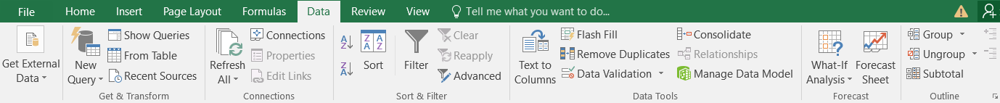 File Home Insert Page Layout Formulas Data Review View Tell me what you want to do...
Get External Data
New Query
Show Queries
From Table
Recent Sources
Get & Transform
Refresh All
Connections
Properties
Edit Links
Connections
A Z
Z A
Z A A Z
Sort
Filter
Clear
Reapply
Advanced
Sort & Filter
Text to Columns
Flash Fill
Remove Duplicates
Data Validation
Consolidate
Relationships
Manage Data Model
Data Tools
What-If Analysis
Forecast Sheet
Forecast
Group
Ungroup
Subtotal
Outline